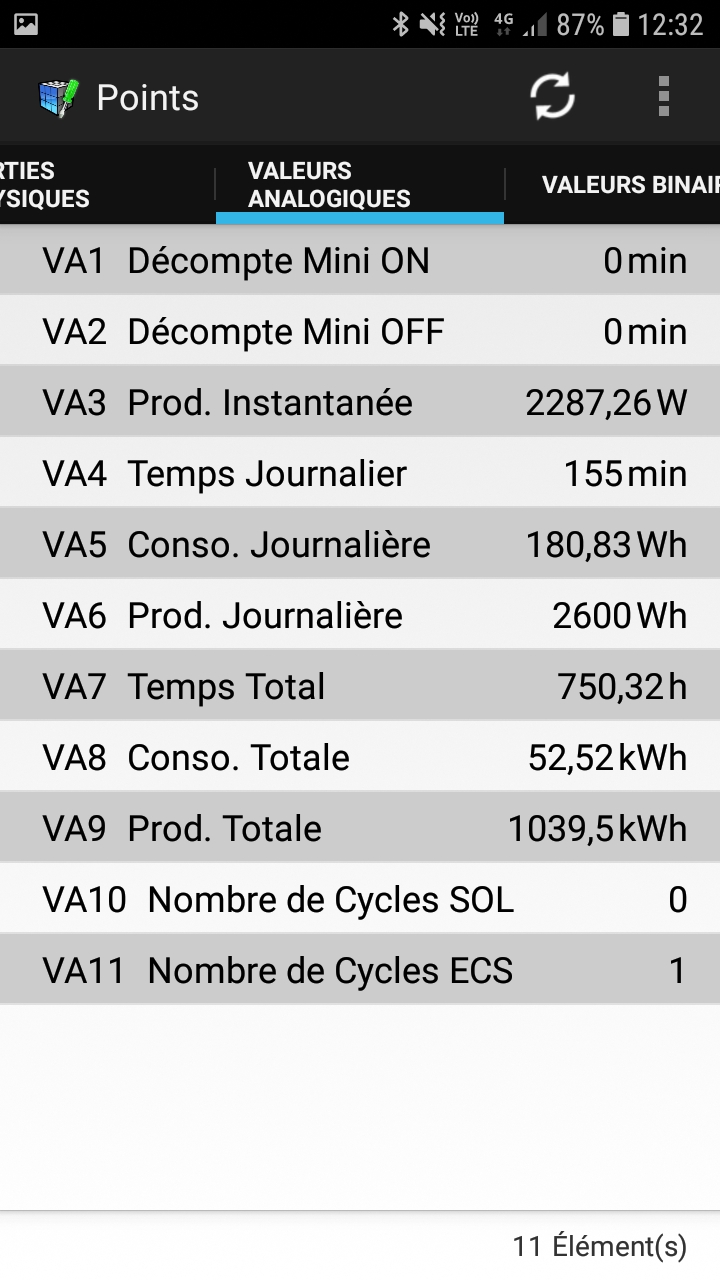 Vo))
LTE
4G
87%
12:32
Points
RTIES
YSIQUES
VALEURS
ANALOGIQUES
VALEURS BINAIR
VA1 Décompte Mini ON 0 min
VA2 Décompte Mini OFF 0 min
VA3 Prod. Instantanée 2287,26 W
VA4 Temps Journalier 155 min
VA5 Conso. Journalière 180,83 Wh
VA6 Prod. Journalière 2600 Wh
VA7 Temps Total 750,32 h
VA8 Conso. Totale 52,52 kWh
VA9 Prod. Totale 1039,5 kWh
VA10 Nombre de Cycles SOL 0
VA11 Nombre de Cycles ECS 1
11 Élément(s)